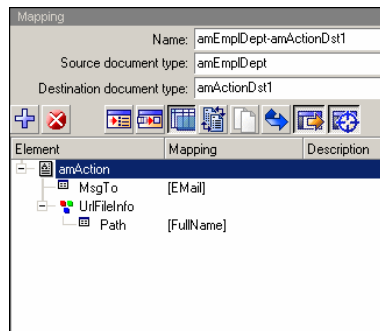 Mapping
Name: amEmplDept-amActionDst1
Source document type: amEmplDept
Destination document type: amActionDst1
Element Mapping Description
amAction
MsgTo [EMail]
UrlFileInfo
Path [FullName]